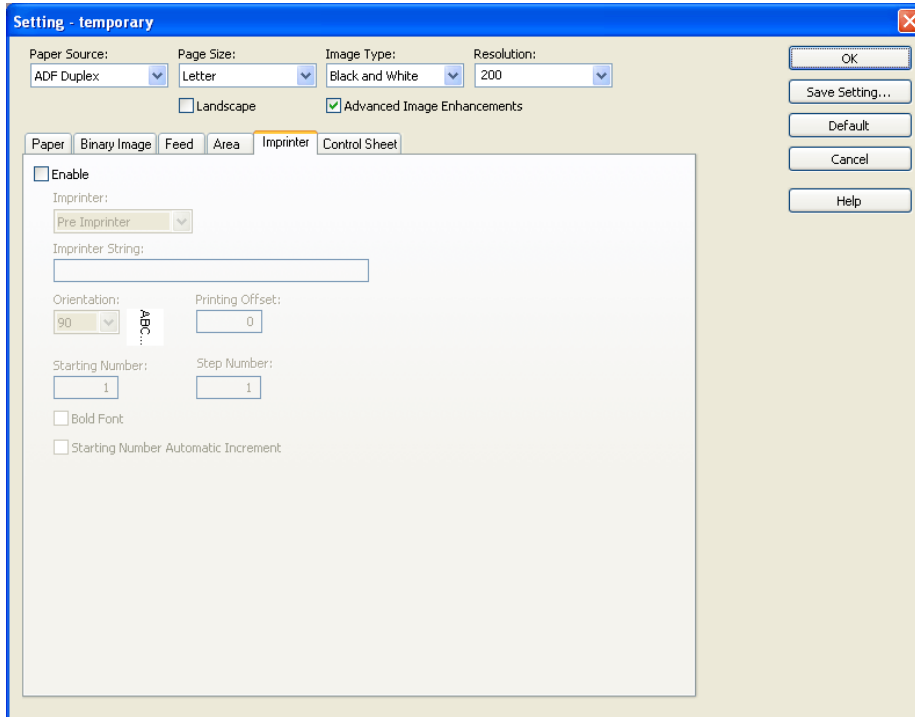 Setting - temporary
Paper Source: Page Size: Image Type: Resolution:
ADF Duplex Letter Black and White 200
Landscape Advanced Image Enhancements
OK
Save Setting...
Default
Cancel
Help
Paper Binary Image Feed Area Imprinter Control Sheet
Enable
Imprinter:
Pre Imprinter
Imprinter String:
Orientation: Printing Offset:
90 ABC... 0
Starting Number: Step Number:
1 1
Bold Font
Starting Number Automatic Increment